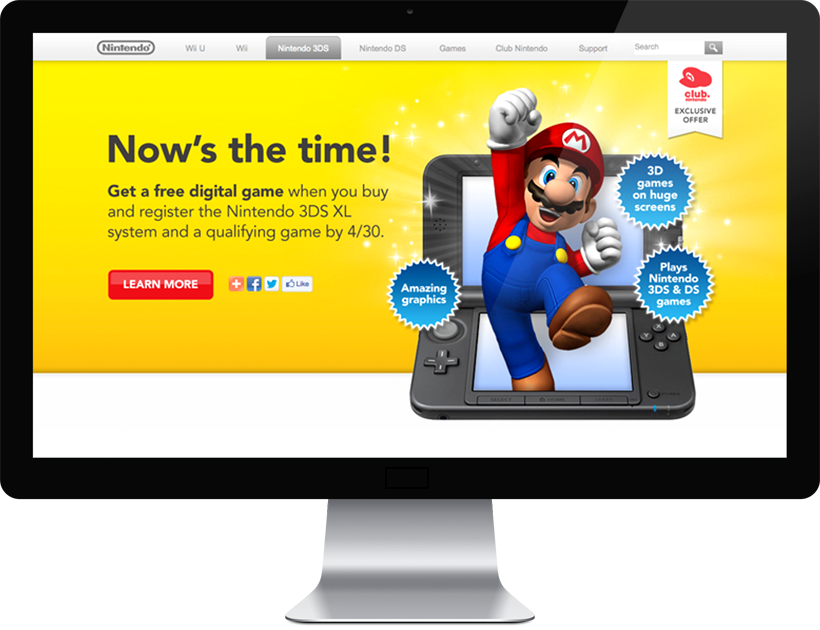 Nintendo
Wii U
Wii
Nintendo 3DS
Nintendo DS
Games
Club Nintendo
Support
Search
club.
nintendo
EXCLUSIVE
OFFER
Now's the time!
Get a free digital game when you buy
and register the Nintendo 3DS XL
system and a qualifying game by 4/30.
LEARN MORE
Like
M
3D
games
on huge
screens
Amazing
graphics
Plays
Nintendo
3DS & DS
games
X
Y
A
B
SELECT
HOME
START